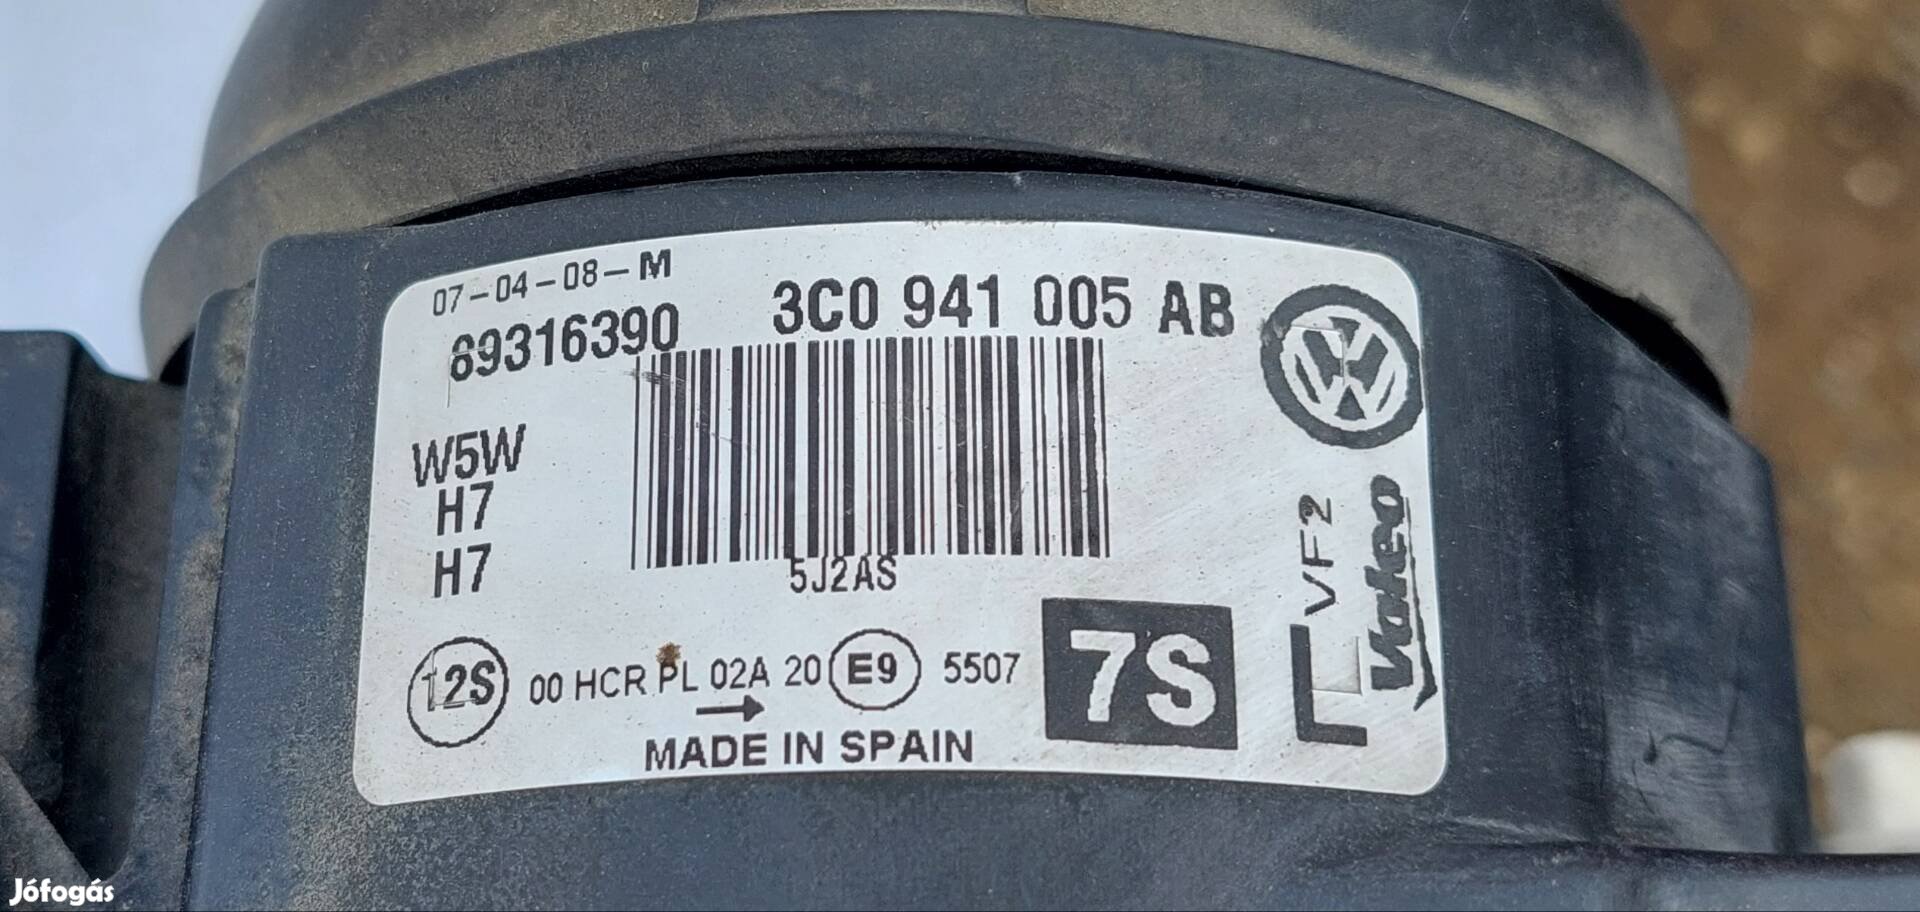 07-04-08-M
89316390 3C0 941 005 AB
W5W
H7
H7
5J2AS
12S 00 HCR PL 02A 20 E9 5507 7S
MADE IN SPAIN
L VF2
Valeo
Jófogás